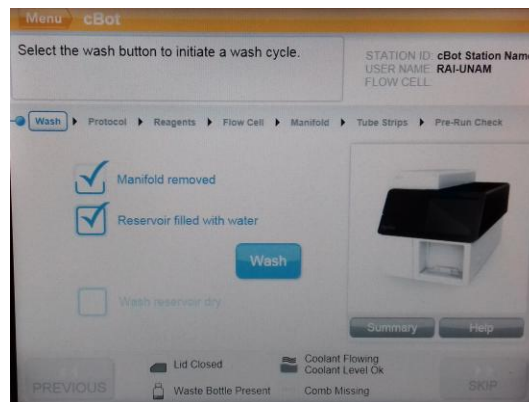 Menu cBot
Select the wash button to initiate a wash cycle.
STATION ID: cBot Station Name
USER NAME: RAI-UNAM
FLOW CELL:
Wash Protocol Reagents Flow Cell Manifold Tube Strips Pre-Run Check
Manifold removed
Reservoir filled with water
Wash
Wash reservoir dry
Summary Help
PREVIOUS
Lid Closed
Waste Bottle Present
Coolant Flowing
Coolant Level Ok
Comb Missing
SKIP